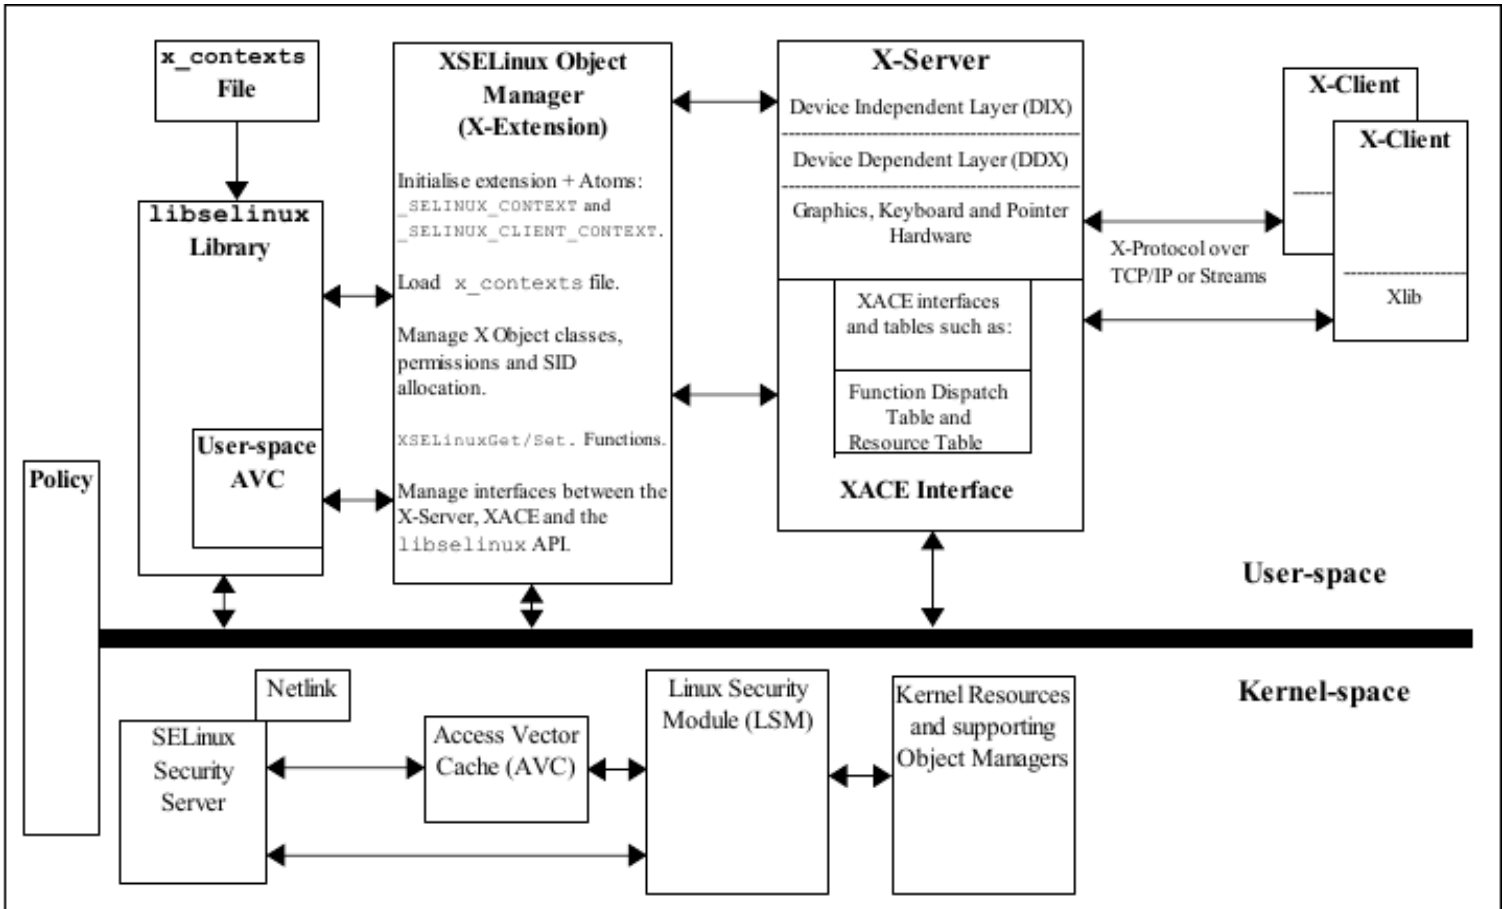 x_contexts
File
libselinux
Library
User-space
AVC
Policy
XSELinux Object
Manager
(X-Extension)
Initialise extension + Atoms:
_SELINUX_CONTEXT and
_SELINUX_CLIENT_CONTEXT.
Load x_contexts file.
Manage X Object classes,
permissions and SID
allocation.
XSELinuxGet/Set. Functions.
Manage interfaces between the
X-Server, XACE and the
libselinux API.
X-Server
Device Independent Layer (DIX)
Device Dependent Layer (DDX)
Graphics, Keyboard and Pointer
Hardware
XACE interfaces
and tables such as:
Function Dispatch
Table and
Resource Table
XACE Interface
X-Client
X-Client
X-Protocol over
TCP/IP or Streams
Xlib
User-space
Kernel-space
Netlink
SELinux
Security
Server
Access Vector
Cache (AVC)
Linux Security
Module (LSM)
Kernel Resources
and supporting
Object Managers